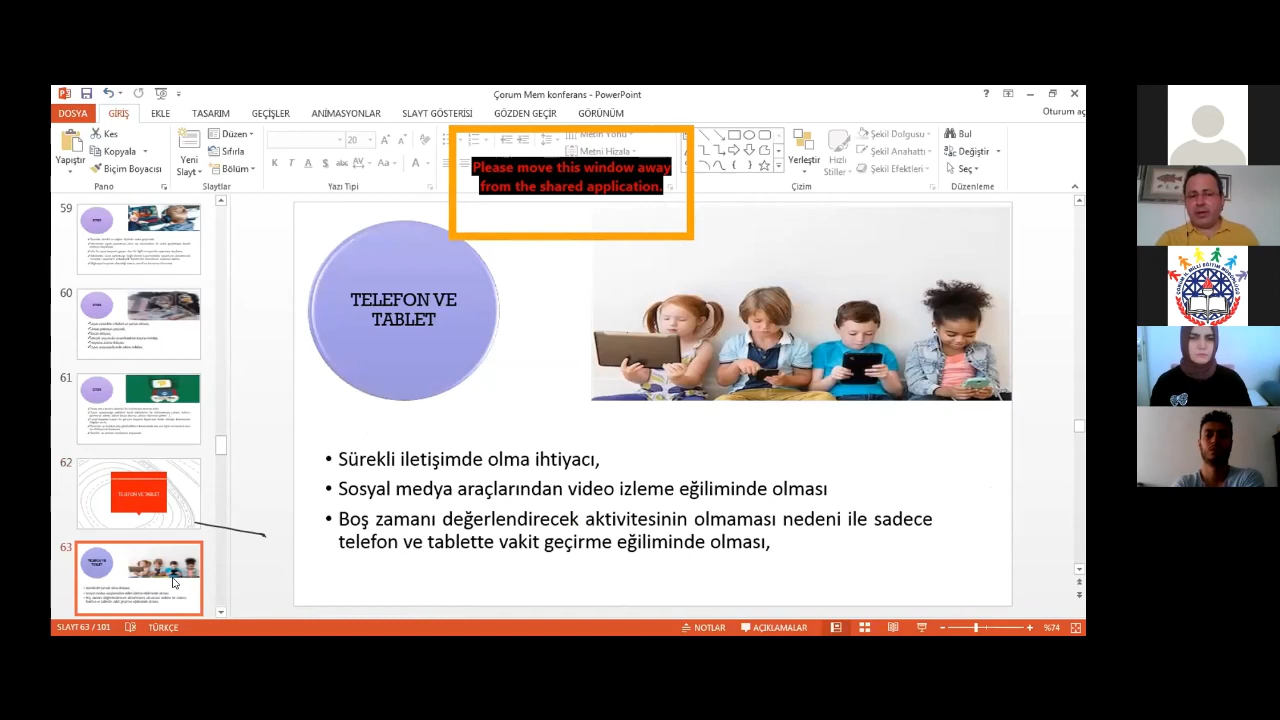 Çorum Mem konferans - PowerPoint
DOSYA GİRİŞ EKLE TASARIM GEÇİŞLER ANİMASYONLAR SLAYT GÖSTERİSİ GÖZDEN GEÇİR GÖRÜNÜM Oturum aç
Yapıştır
Kes
Kopyala
Biçim Boyacısı
Pano
Yeni
Slayt
Düzen
Sıfırla
Bölüm
Slaytlar
20
Yazı Tipi
Metin Yönü
Metni Hizala
Please move this window away
from the shared application.
Yerleştir
Hızlı
Stiller
Şekil Dolgusu
Şekil Anahattı
Şekil Efektleri
Çizim
Bul
Değiştir
Seç
Düzenleme
59
60
61
62
TELEFON VE TABLET
63
TELEFON VE
TABLET
TELEFON VE
TABLET
• Sürekli iletişimde olma ihtiyacı,
• Sosyal medya araçlarından video izleme eğiliminde olması
• Boş zamanı değerlendirecek aktivitesinin olmaması nedeni ile sadece
telefon ve tablette vakit geçirme eğiliminde olması,
SLAYT 63 / 101 TÜRKÇE NOTLAR AÇIKLAMALAR %74